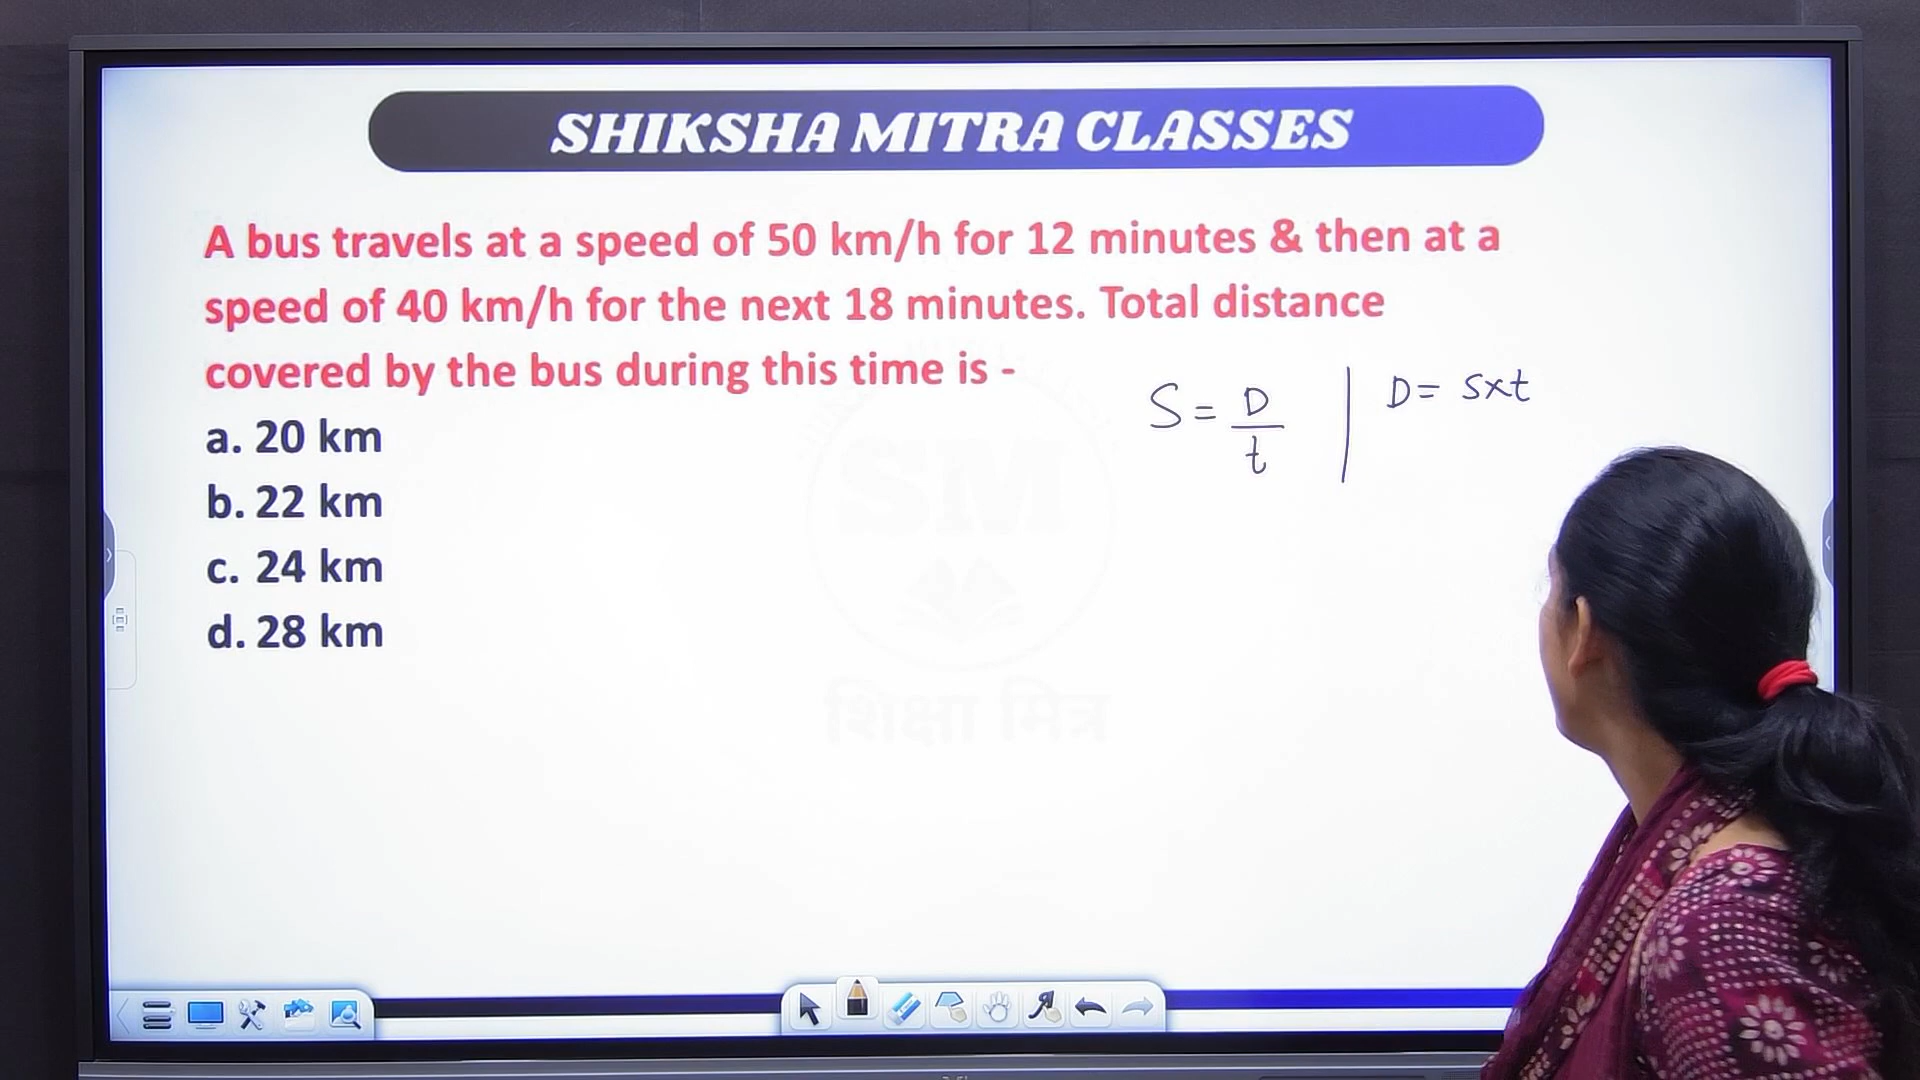 SHIKSHA MITRA CLASSES
A bus travels at a speed of 50 km/h for 12 minutes & then at a
speed of 40 km/h for the next 18 minutes. Total distance
covered by the bus during this time is -
S = D/t | D = s×t
a. 20 km
b. 22 km
c. 24 km
d. 28 km
SM
शिक्षा मित्र